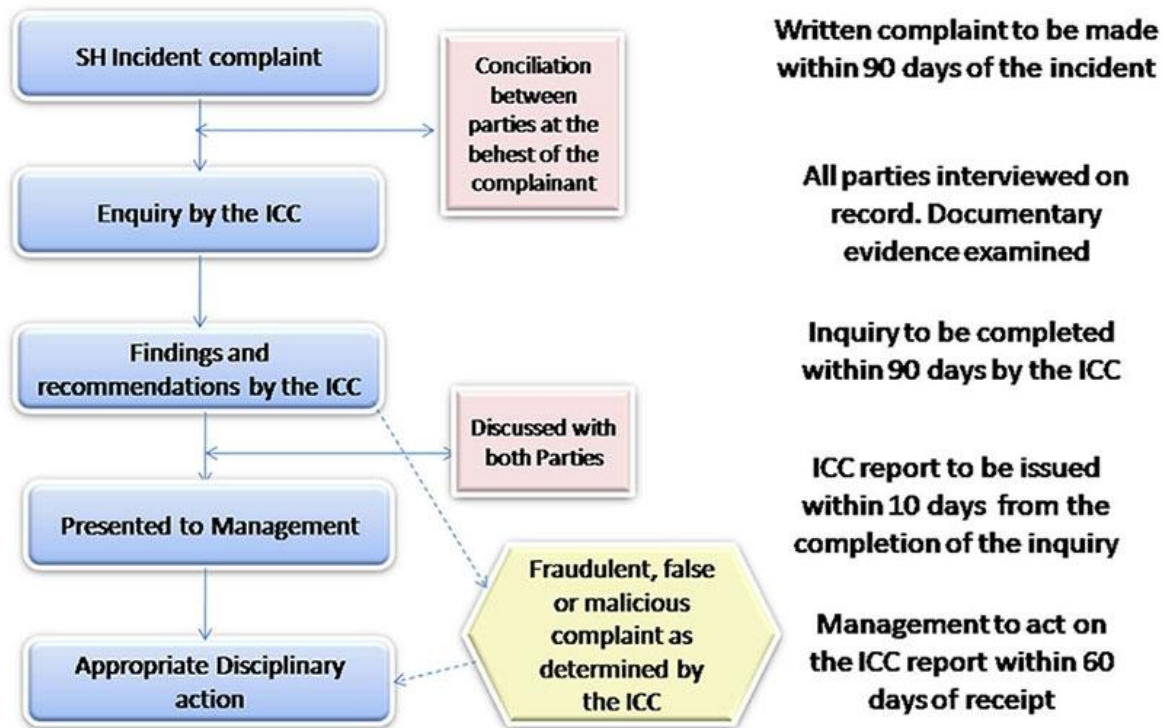 SH Incident complaint
Conciliation
between
parties at the
behest of the
complainant
Enquiry by the ICC
Findings and
recommendations by the ICC
Discussed with
both Parties
Presented to Management
Fraudulent, false
or malicious
complaint as
determined by
the ICC
Appropriate Disciplinary
action
Written complaint to be made
within 90 days of the incident
All parties interviewed on
record. Documentary
evidence examined
Inquiry to be completed
within 90 days by the ICC
ICC report to be issued
within 10 days from the
completion of the inquiry
Management to act on
the ICC report within 60
days of receipt